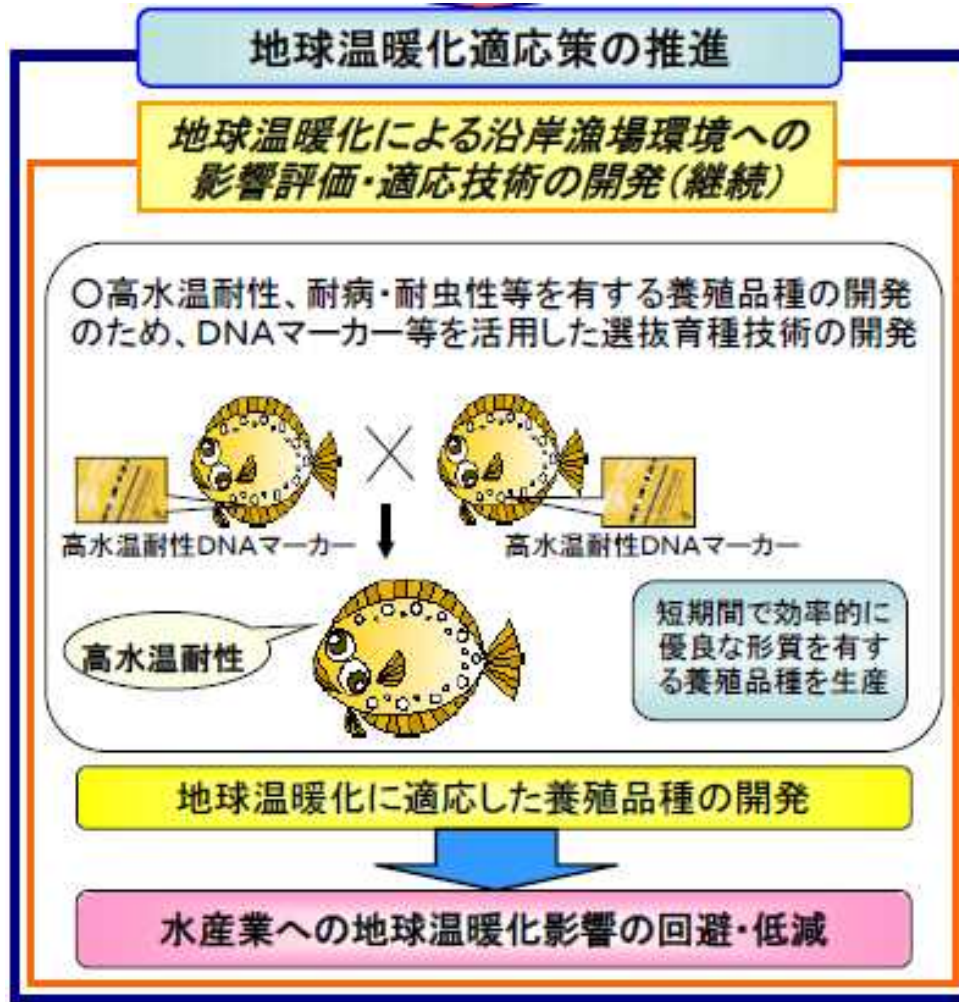 地球温暖化適応策の推進
地球温暖化による沿岸漁場環境への
影響評価・適応技術の開発(継続)
○高水温耐性、耐病・耐虫性等を有する養殖品種の開発
のため、DNAマーカー等を活用した選抜育種技術の開発
高水温耐性DNAマーカー
高水温耐性DNAマーカー
高水温耐性
短期間で効率的に
優良な形質を有す
る養殖品種を生産
地球温暖化に適応した養殖品種の開発
水産業への地球温暖化影響の回避・低減